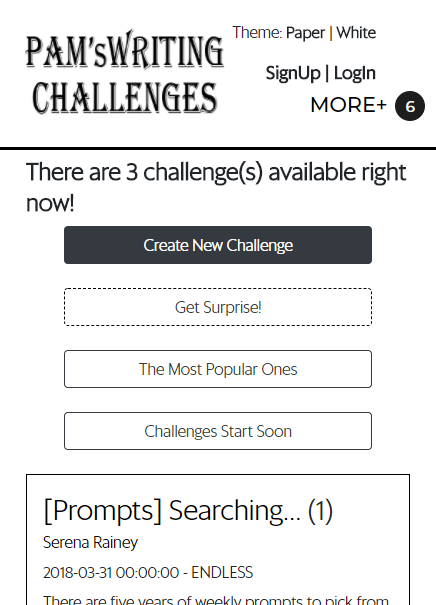 PAM'sWRITING
CHALLENGES
Theme: Paper | White
SignUp | LogIn
MORE+ 6
There are 3 challenge(s) available right
now!
Create New Challenge
Get Surprise!
The Most Popular Ones
Challenges Start Soon
[Prompts] Searching... (1)
Serena Rainey
2018-03-31 00:00:00 - ENDLESS
There are five years of weekly prompts to pick from